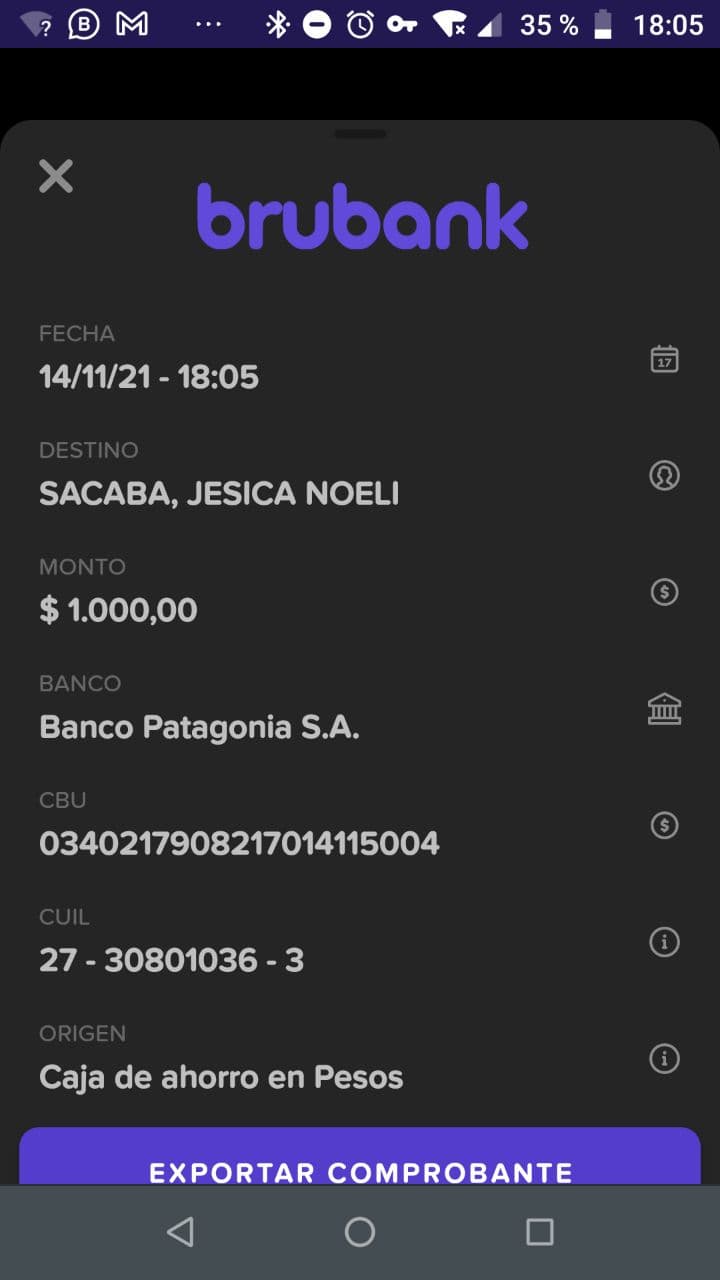 35 % 18:05
brubank
FECHA
14/11/21 - 18:05
17
DESTINO
SACABA, JESICA NOELI
MONTO
$ 1.000,00
$
BANCO
Banco Patagonia S.A.
CBU
0340217908217014115004
$
CUIL
27 - 30801036 - 3
ORIGEN
Caja de ahorro en Pesos
EXPORTAR COMPROBANTE